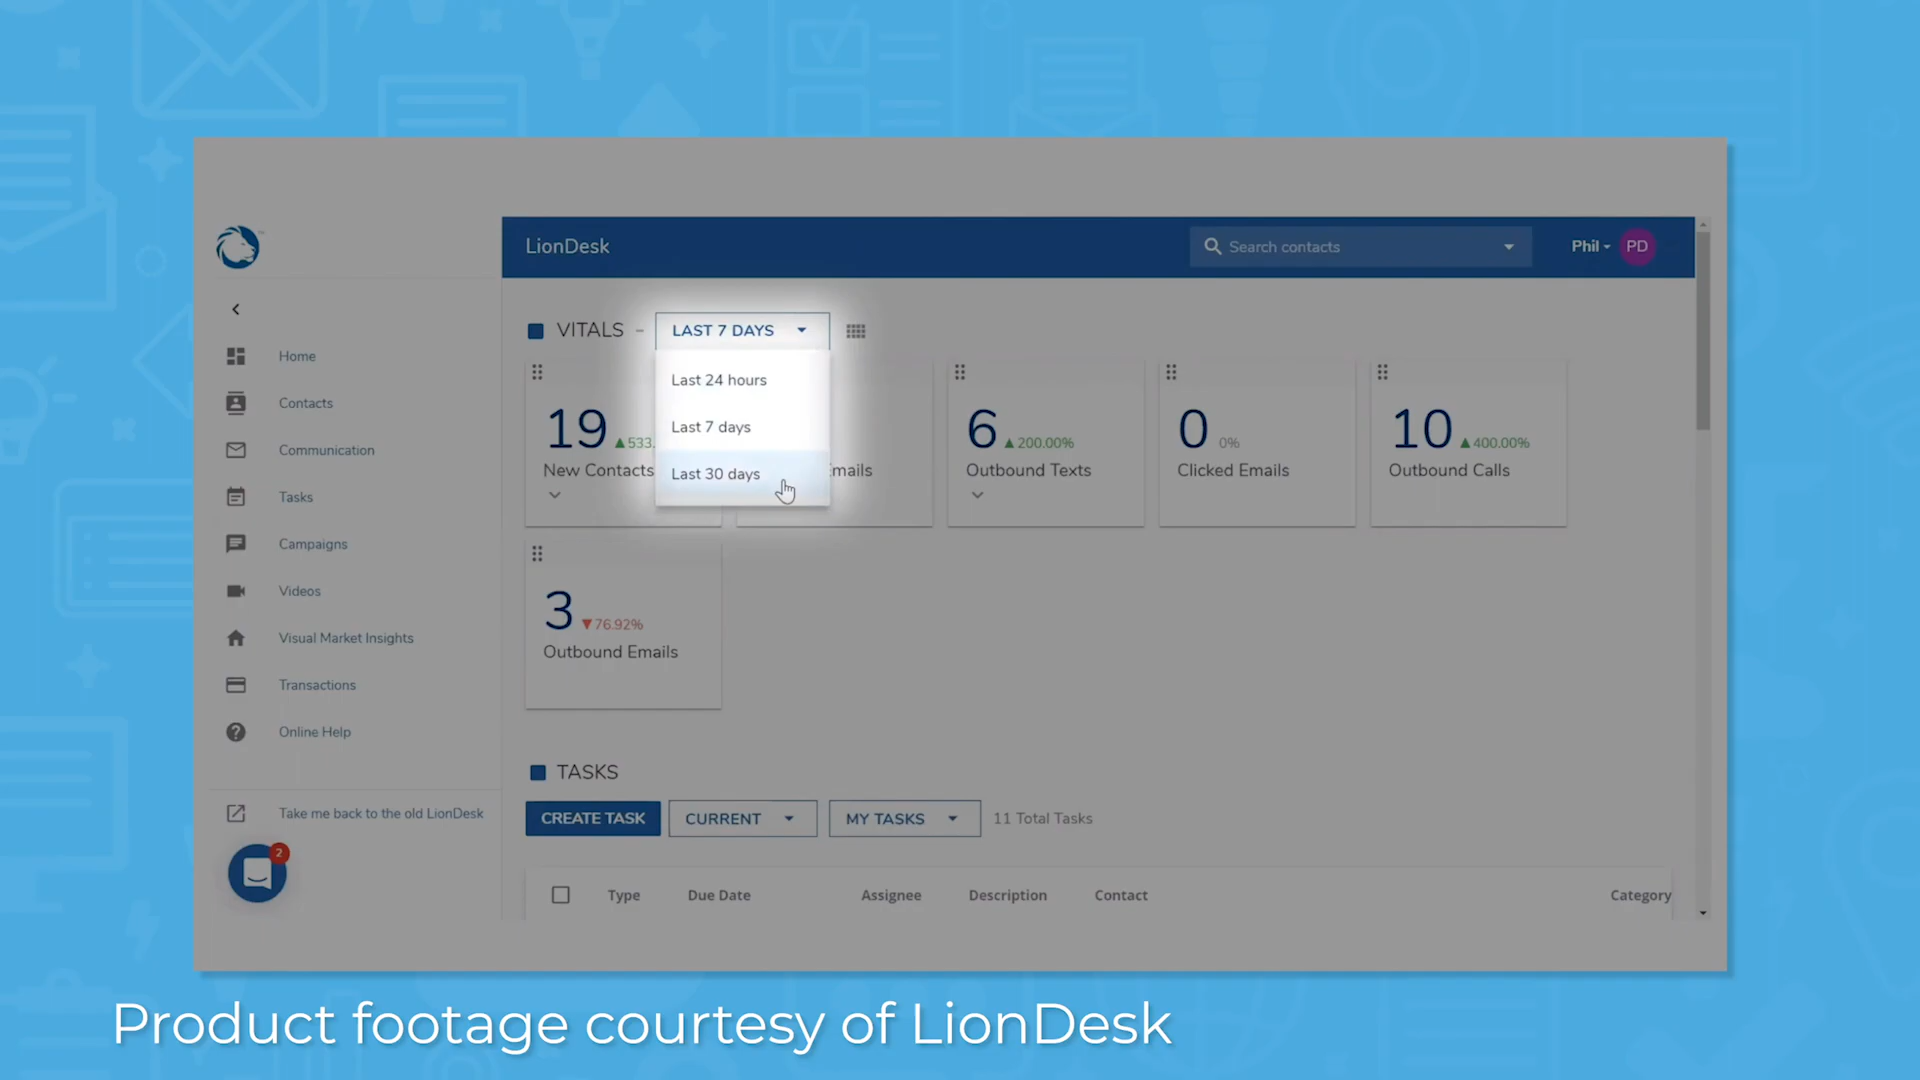 LionDesk
Search contacts
Phil
PD
Home
Contacts
Communication
Tasks
Campaigns
Videos
Visual Market Insights
Transactions
Online Help
Take me back to the old LionDesk
2
VITALS - LAST 7 DAYS
Last 24 hours
Last 7 days
Last 30 days
19 ▲533.
New Contacts
6 ▲200.00%
Outbound Texts
0 0%
Clicked Emails
10 ▲400.00%
Outbound Calls
3 ▼76.92%
Outbound Emails
TASKS
CREATE TASK CURRENT MY TASKS 11 Total Tasks
Type Due Date Assignee Description Contact Category
Product footage courtesy of LionDesk